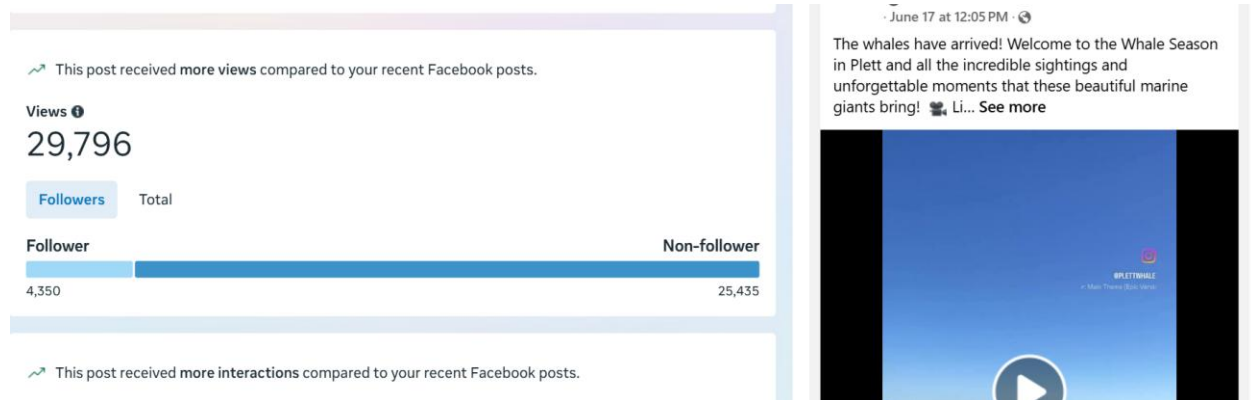 This post received more views compared to your recent Facebook posts.
Views
29,796
Followers Total
Follower Non-follower
4,350 25,435
This post received more interactions compared to your recent Facebook posts.
· June 17 at 12:05 PM ·
The whales have arrived! Welcome to the Whale Season
in Plett and all the incredible sightings and
unforgettable moments that these beautiful marine
giants bring! 🎥 Li... See more
@PLETTWHALE